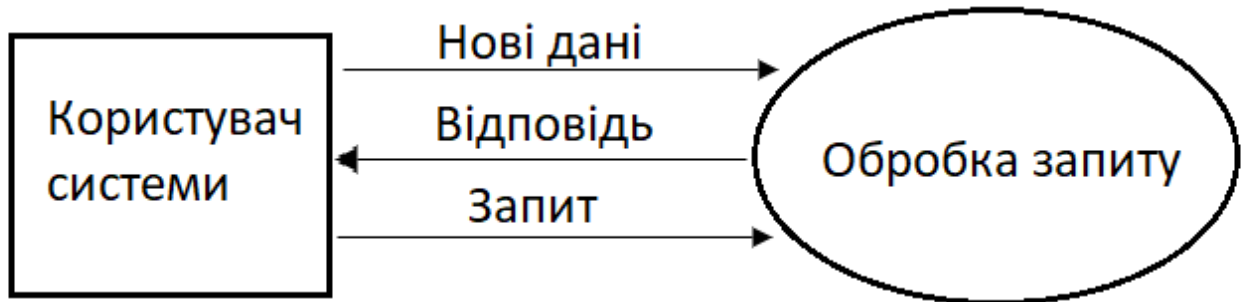 Користувач
системи
Нові дані
Відповідь
Запит
Обробка запиту